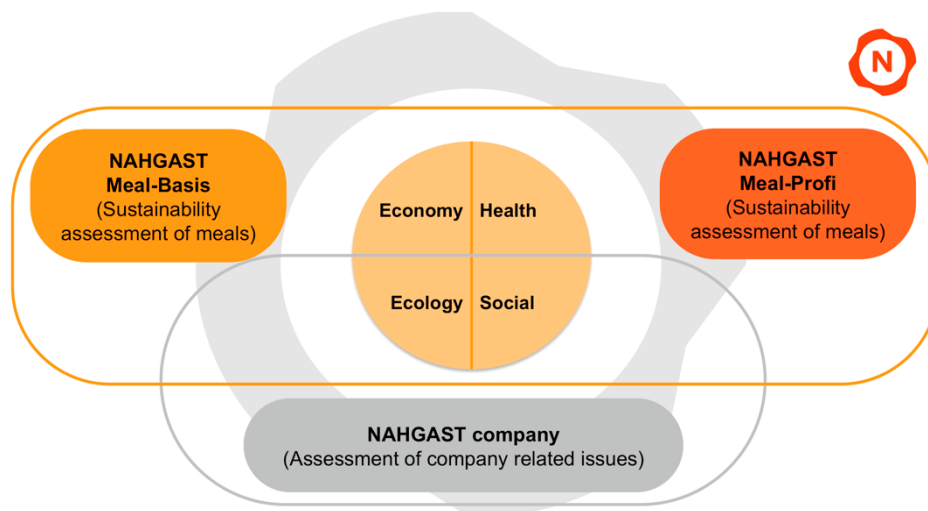 N
NAHGAST
Meal-Basis
(Sustainability
assessment of meals)
Economy
Health
Ecology
Social
NAHGAST
Meal-Profi
(Sustainability
assessment of meals)
NAHGAST company
(Assessment of company related issues)